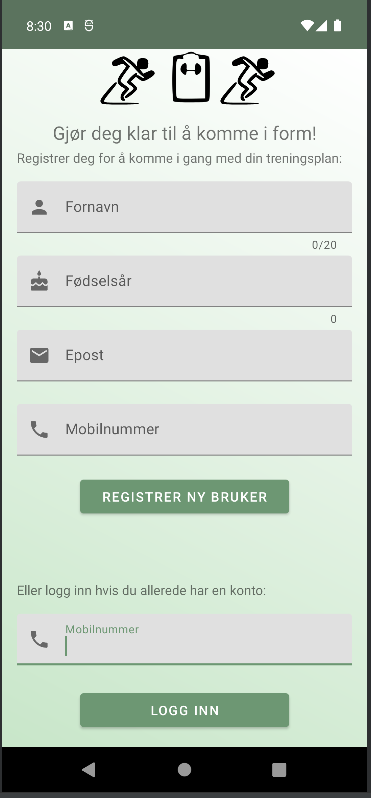 8:30
Gjør deg klar til å komme i form!
Registrer deg for å komme i gang med din treningsplan:
Fornavn
0/20
Fødselsår
0
Epost
Mobilnummer
REGISTRER NY BRUKER
Eller logg inn hvis du allerede har en konto:
Mobilnummer
LOGG INN